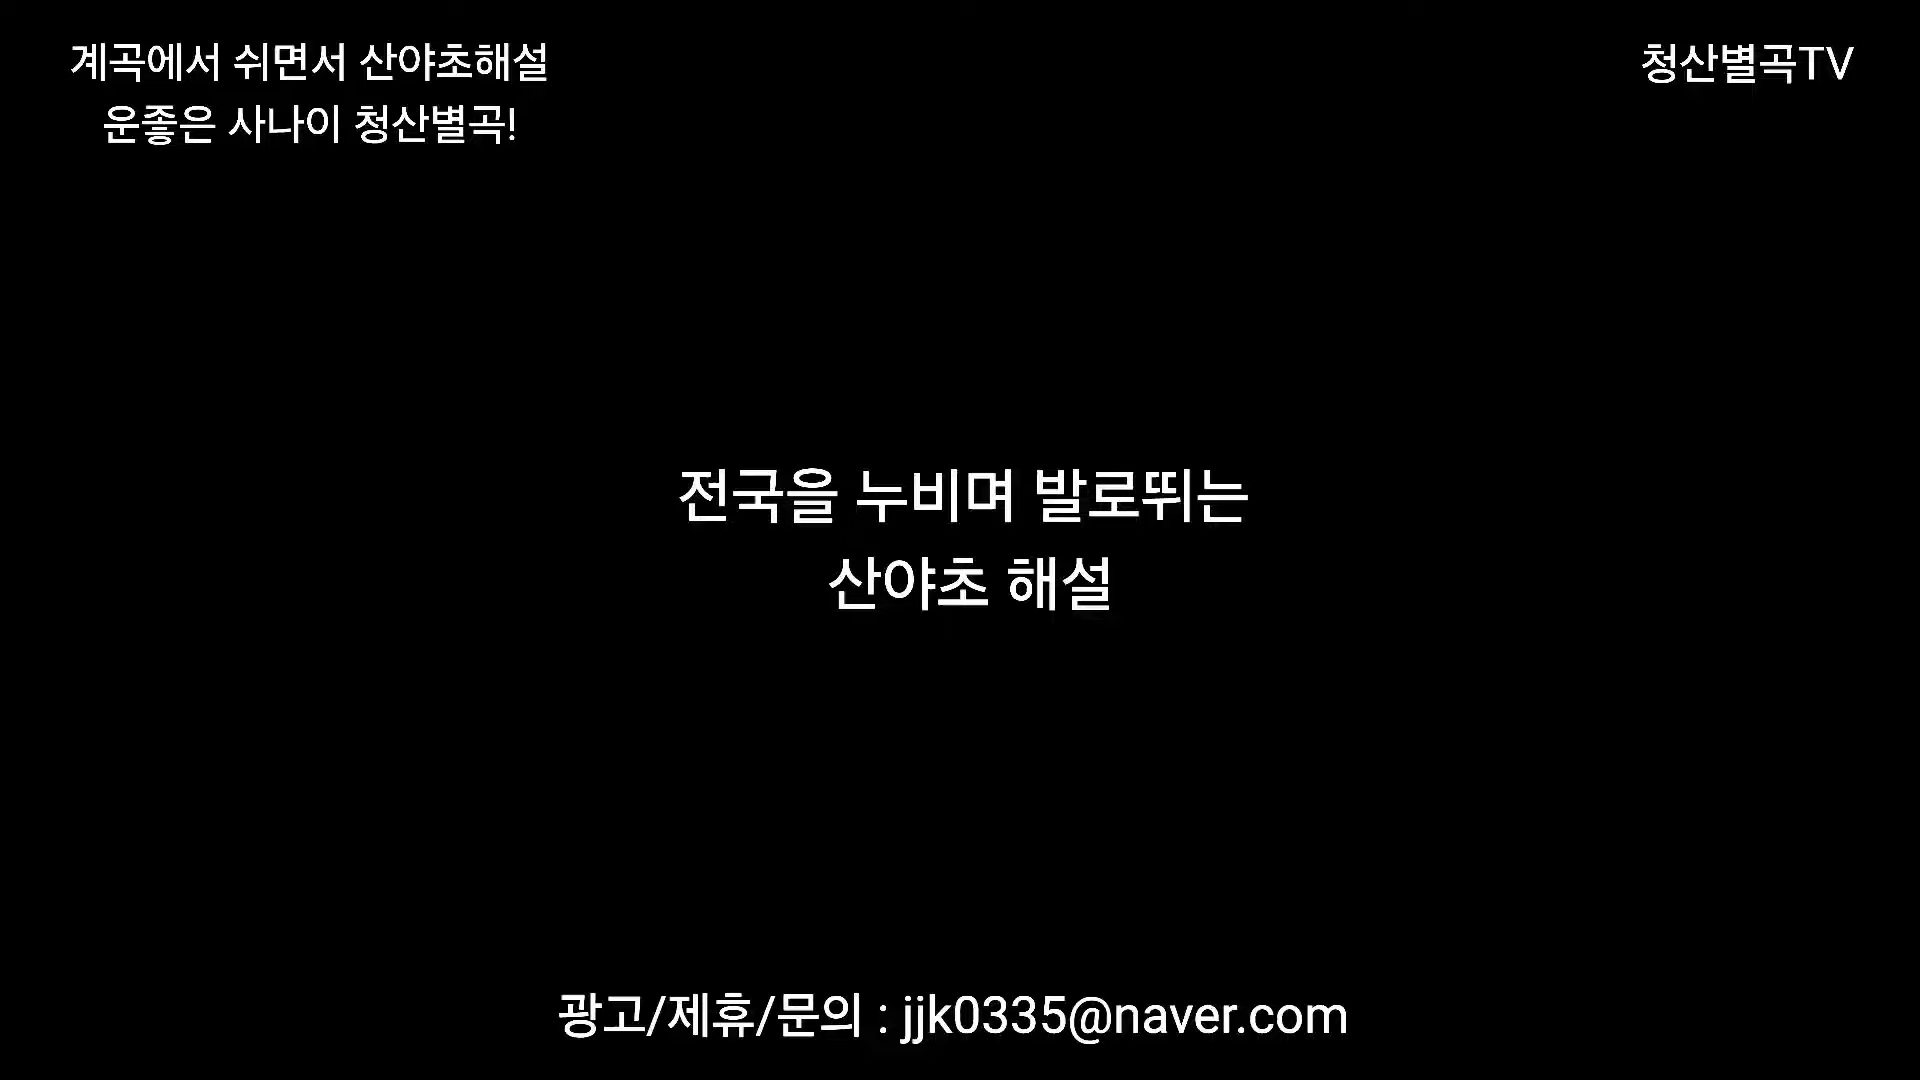 계곡에서 쉬면서 산야초해설
운좋은 사나이 청산별곡!
청산별곡TV
전국을 누비며 발로뛰는
산야초 해설
광고/제휴/문의 : jjk0335@naver.com